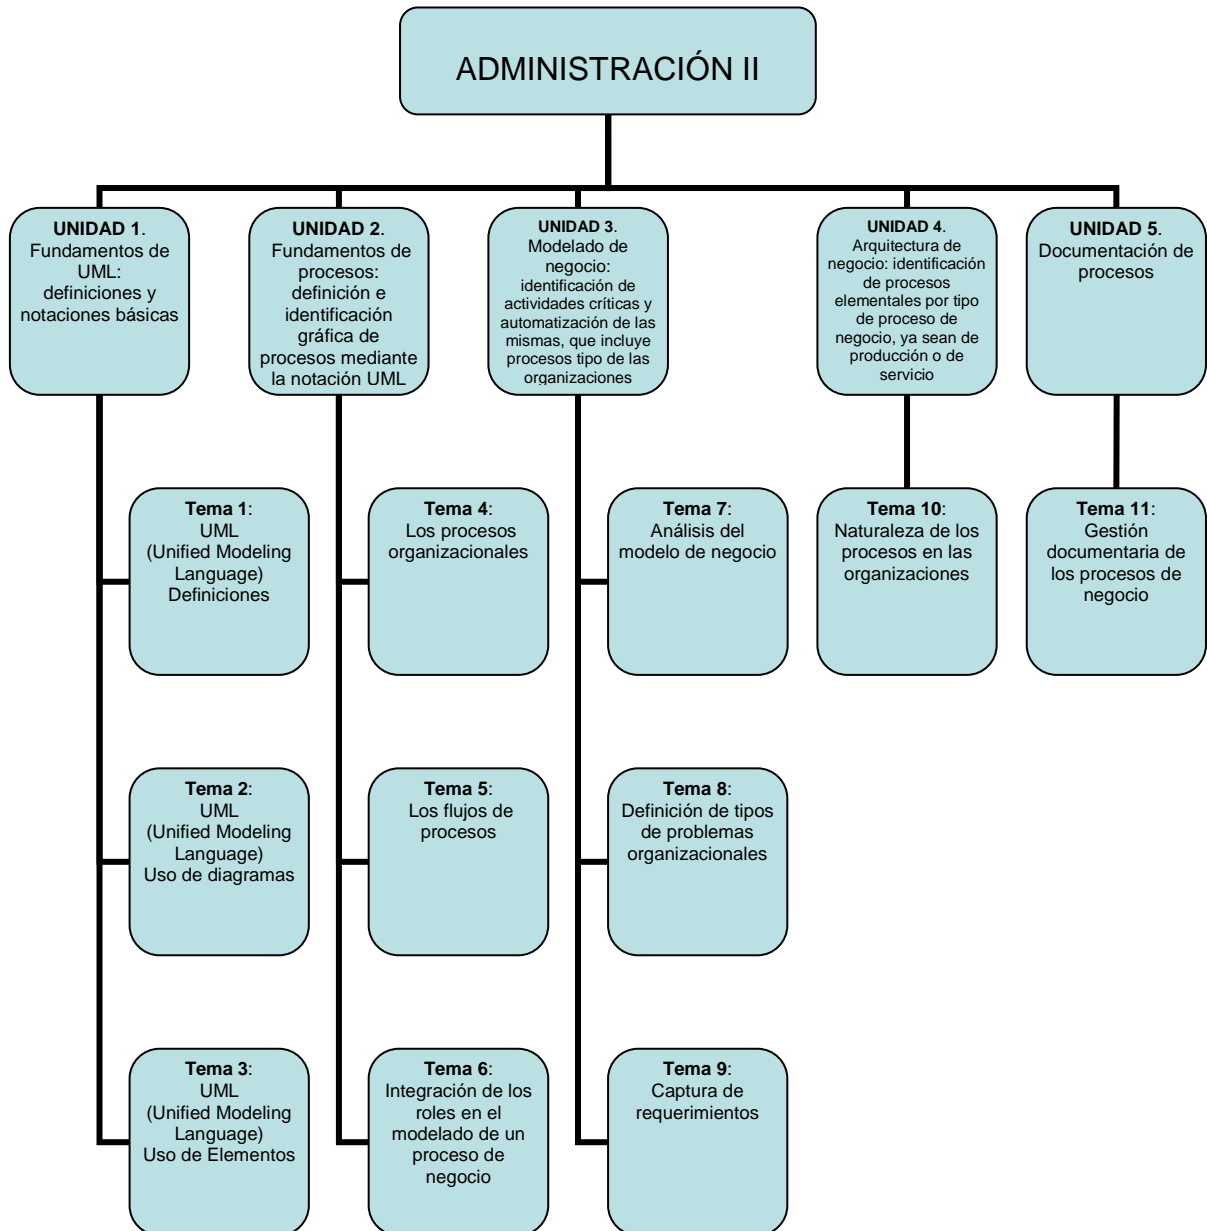 ADMINISTRACIÓN II
UNIDAD 1.
Fundamentos de
UML:
definiciones y
notaciones básicas
UNIDAD 2.
Fundamentos de
procesos:
definición e
identificación
gráfica de
procesos mediante
la notación UML
UNIDAD 3.
Modelado de
negocio:
identificación de
actividades críticas y
automatización de las
mismas, que incluye
procesos tipo de las
organizaciones
UNIDAD 4.
Arquitectura de
negocio: identificación
de procesos
elementales por tipo
de proceso de
negocio, ya sean de
producción o de
servicio
UNIDAD 5.
Documentación de
procesos
Tema 1:
UML
(Unified Modeling
Language)
Definiciones
Tema 4:
Los procesos
organizacionales
Tema 7:
Análisis del
modelo de negocio
Tema 10:
Naturaleza de los
procesos en las
organizaciones
Tema 11:
Gestión
documentaria de
los procesos de
negocio
Tema 2:
UML
(Unified Modeling
Language)
Uso de diagramas
Tema 5:
Los flujos de
procesos
Tema 8:
Definición de tipos
de problemas
organizacionales
Tema 3:
UML
(Unified Modeling
Language)
Uso de Elementos
Tema 6:
Integración de los
roles en el
modelado de un
proceso de
negocio
Tema 9:
Captura de
requerimientos